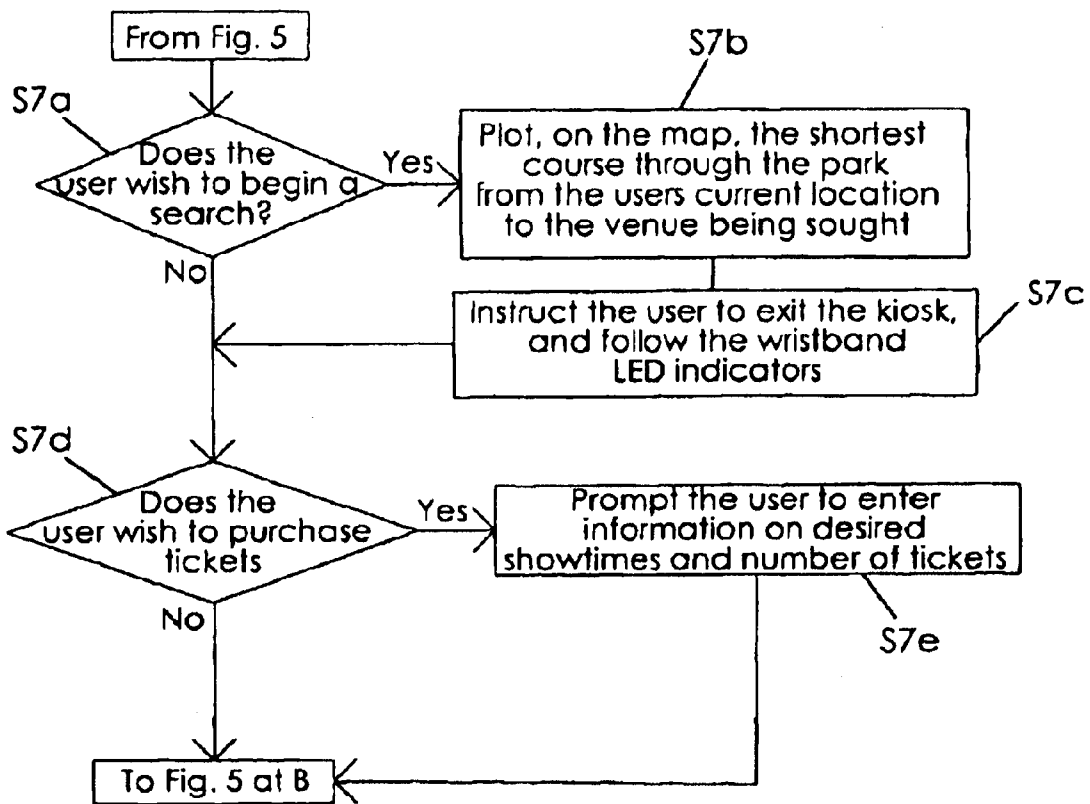 From Fig. 5
S7b
S7a
Does the
user wish to begin a
search?
Yes
Plot, on the map, the shortest
course through the park
from the users current location
to the venue being sought
No
S7c
Instruct the user to exit the kiosk,
and follow the wristband
LED indicators
S7d
Does the
user wish to purchase
tickets
Yes
Prompt the user to enter
information on desired
showtimes and number of tickets
No
S7e
To Fig. 5 at B